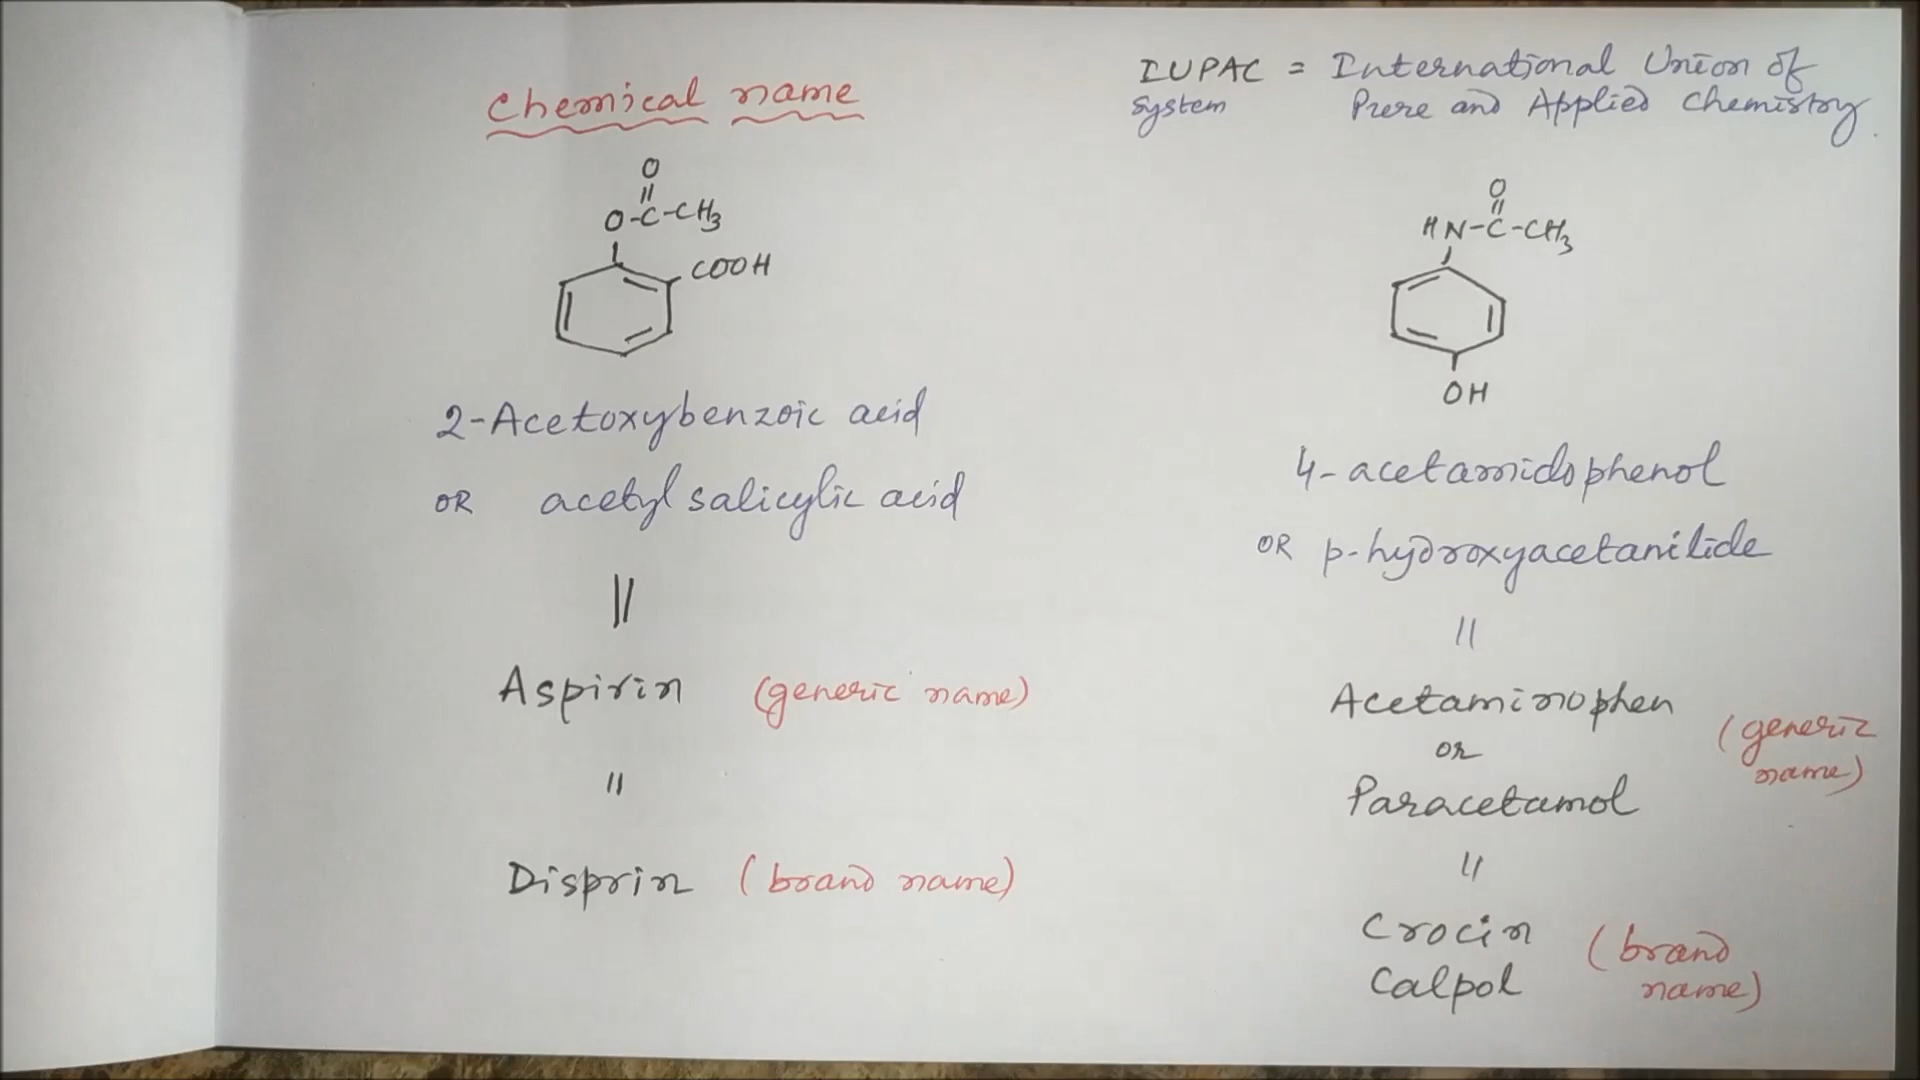 Chemical name
IUPAC = International Union of
system Pure and Applied Chemistry.
O
||
O-C-CH3
COOH
2-Acetoxybenzoic acid
OR acetyl salicylic acid
||
Aspirin (generic name)
||
Disprin (brand name)
O
||
HN-C-CH3
OH
4-acetamidophenol
OR p-hydroxyacetanilide
||
Acetaminophen
or
Paracetamol
(generic
name)
||
Crocin
Calpol
(brand
name)